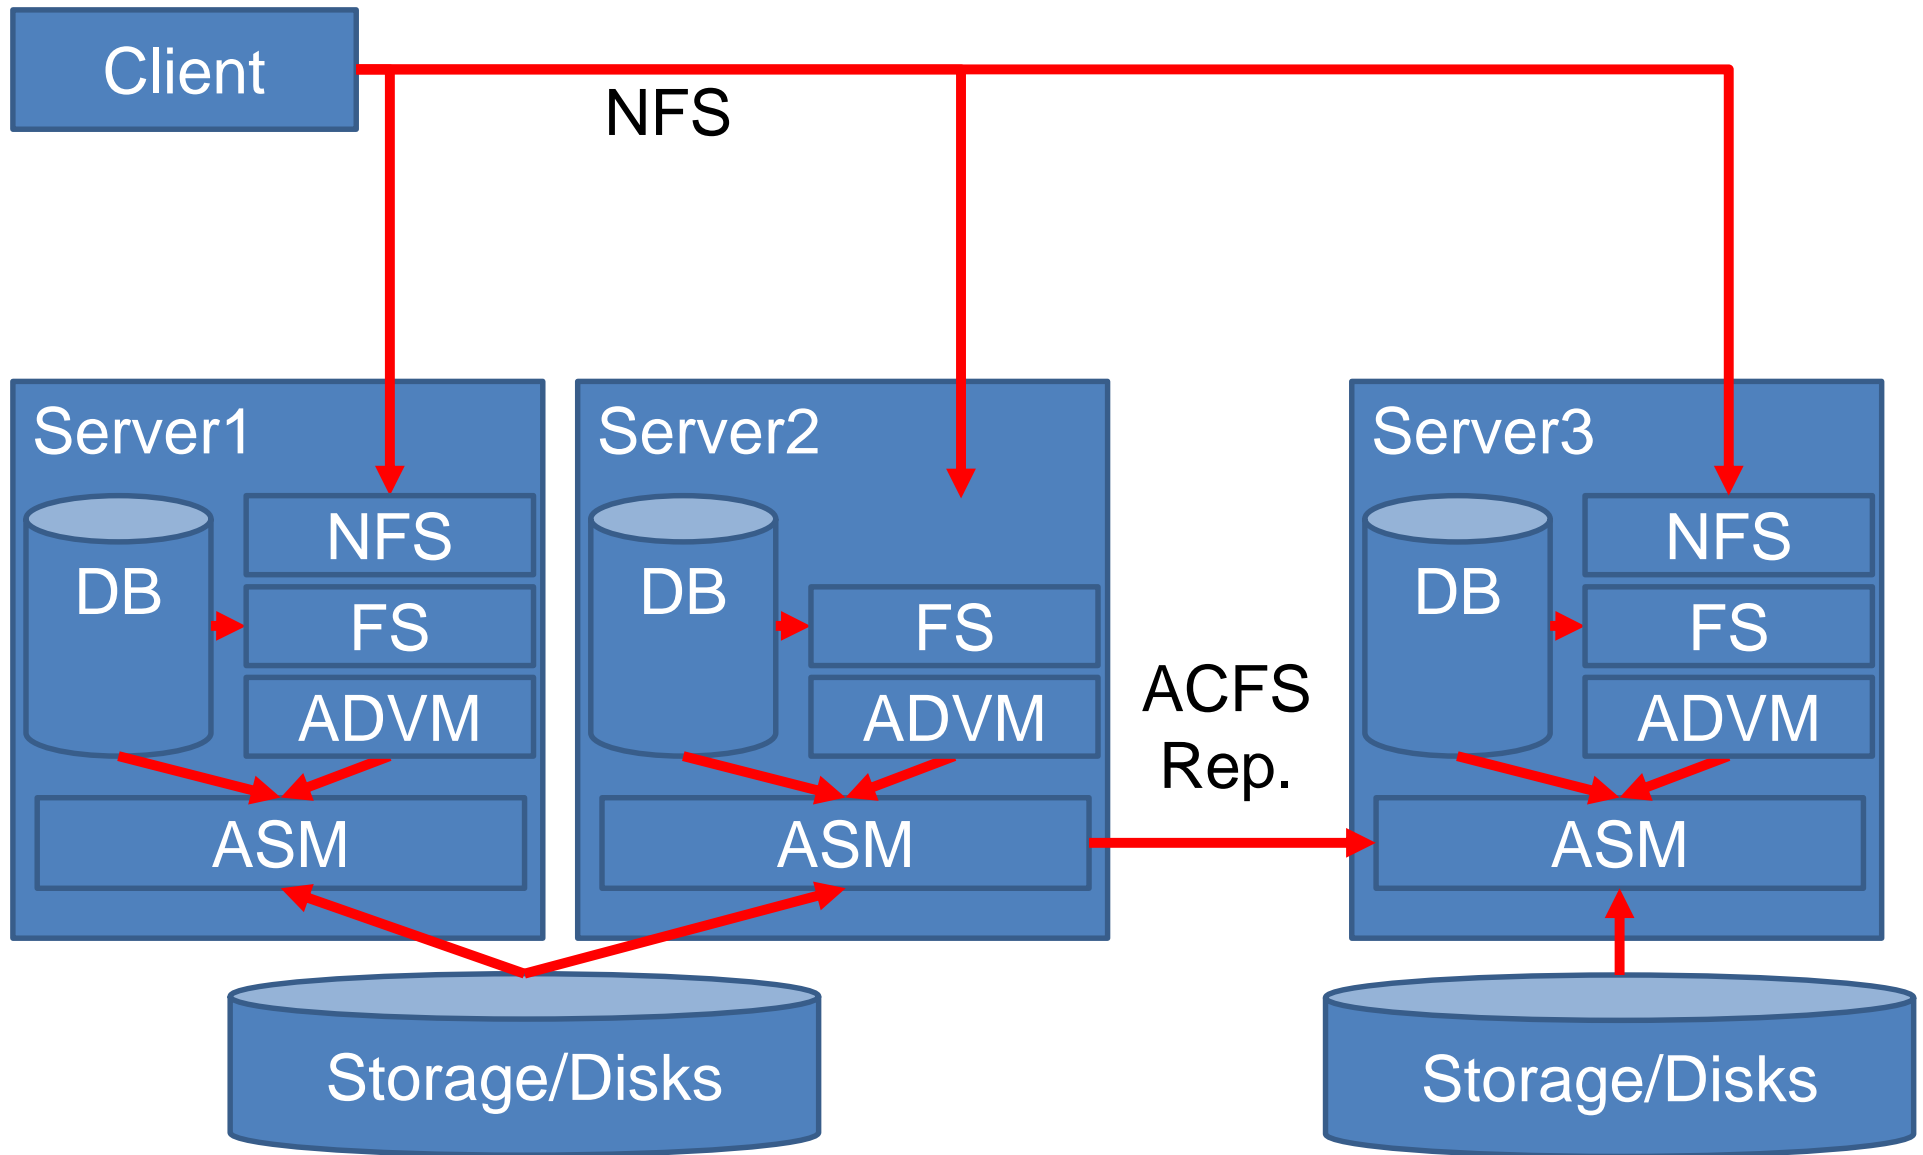 Client
NFS
Server1
NFS
DB
FS
ADVM
ASM
Server2
DB
FS
ADVM
ASM
ACFS
Rep.
Server3
NFS
DB
FS
ADVM
ASM
Storage/Disks
Storage/Disks